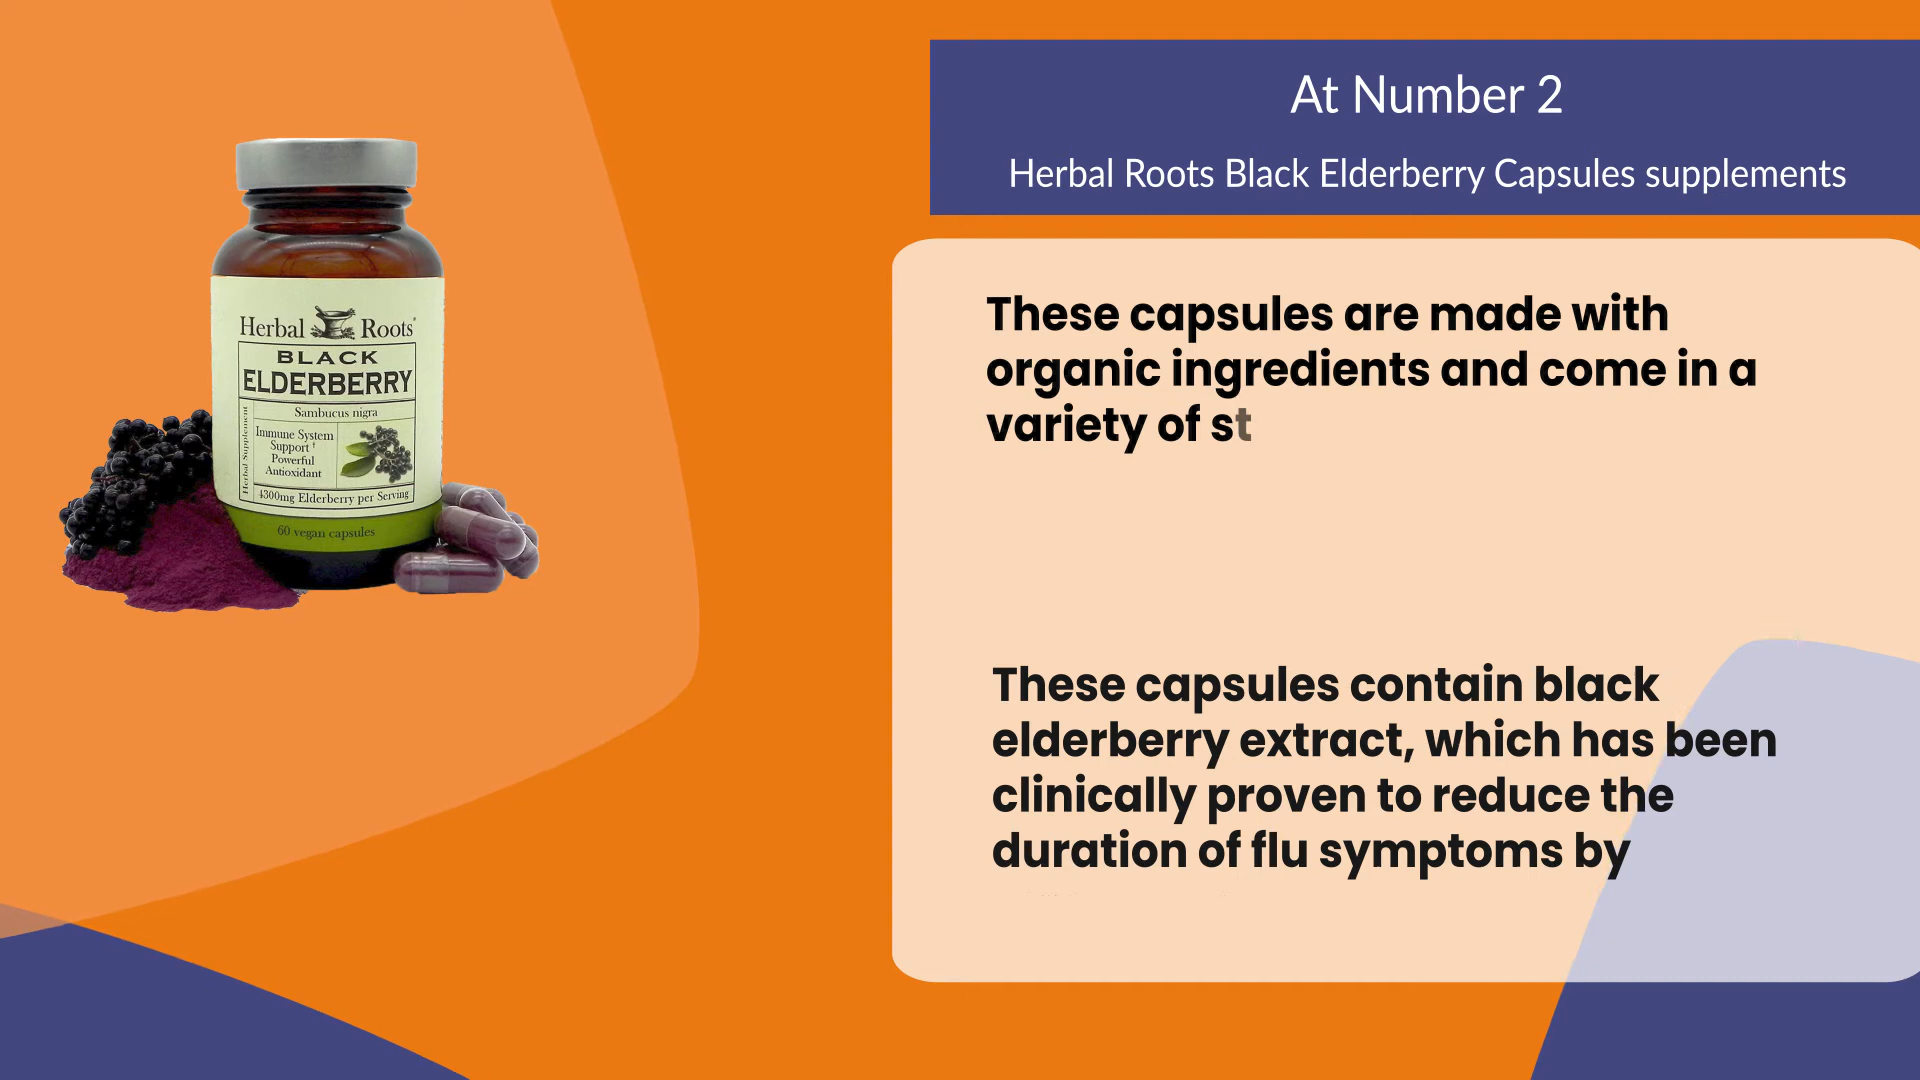 At Number 2
Herbal Roots Black Elderberry Capsules supplements
Herbal Roots
BLACK
ELDERBERRY
Sambucus nigra
Herbal Supplement
Immune System
Support †
Powerful
Antioxidant
4300mg Elderberry per Serving
60 vegan capsules
These capsules are made with
organic ingredients and come in a
variety of st
These capsules contain black
elderberry extract, which has been
clinically proven to reduce the
duration of flu symptoms by